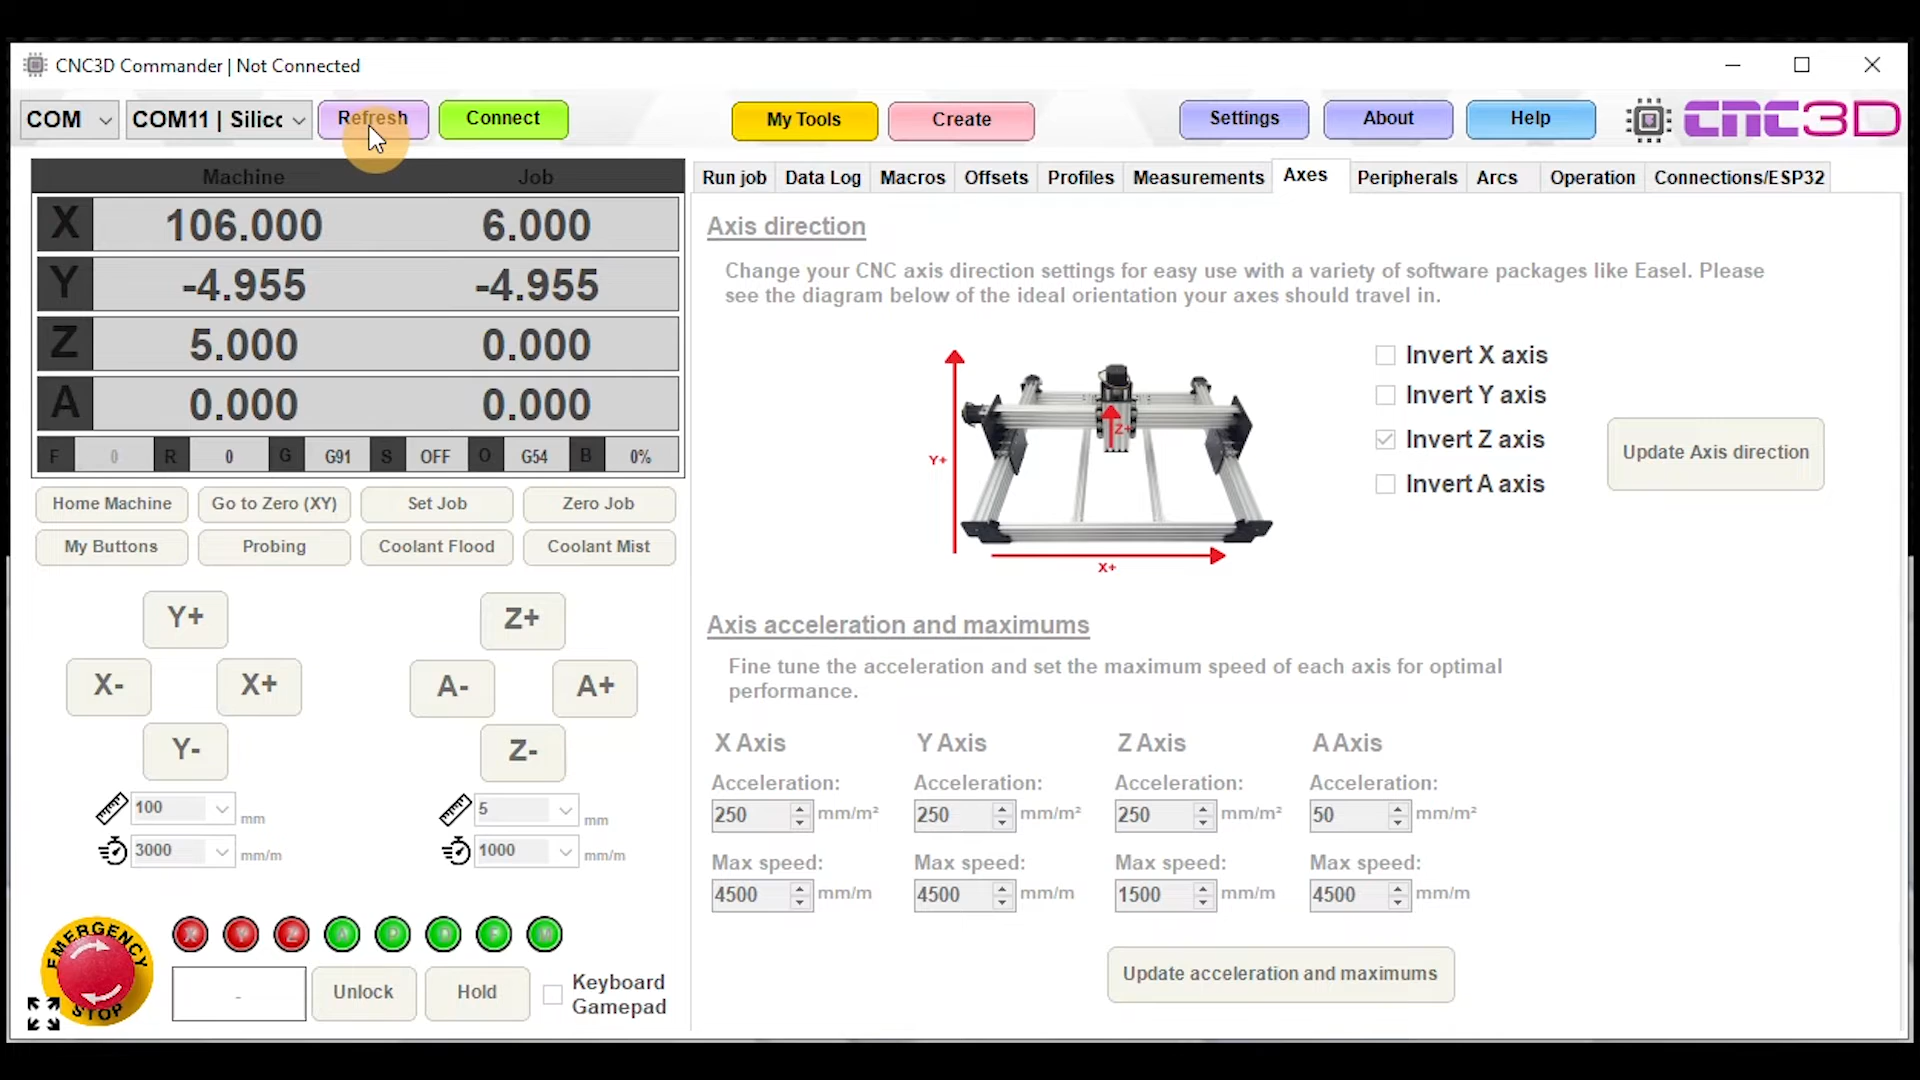 CNC3D Commander | Not Connected
COM COM11 | Silico Refresh Connect My Tools Create Settings About Help CNC3D
Machine Job
X 106.000 6.000
Y -4.955 -4.955
Z 5.000 0.000
A 0.000 0.000
F 0 R 0 G G91 S OFF O G54 B 0%
Home Machine Go to Zero (XY) Set Job Zero Job
My Buttons Probing Coolant Flood Coolant Mist
Y+ Z+
X- X+ A- A+
Y- Z-
100 mm 5 mm
3000 mm/m 1000 mm/m
EMERGENCY STOP
X Y Z A P D F M
- Unlock Hold Keyboard
Gamepad
Run job Data Log Macros Offsets Profiles Measurements Axes Peripherals Arcs Operation Connections/ESP32
Axis direction
Change your CNC axis direction settings for easy use with a variety of software packages like Easel. Please
see the diagram below of the ideal orientation your axes should travel in.
Y+
Z+
X+
Invert X axis
Invert Y axis
Invert Z axis
Invert A axis
Update Axis direction
Axis acceleration and maximums
Fine tune the acceleration and set the maximum speed of each axis for optimal
performance.
X Axis Y Axis Z Axis A Axis
Acceleration: Acceleration: Acceleration: Acceleration:
250 mm/m² 250 mm/m² 250 mm/m² 50 mm/m²
Max speed: Max speed: Max speed: Max speed:
4500 mm/m 4500 mm/m 1500 mm/m 4500 mm/m
Update acceleration and maximums